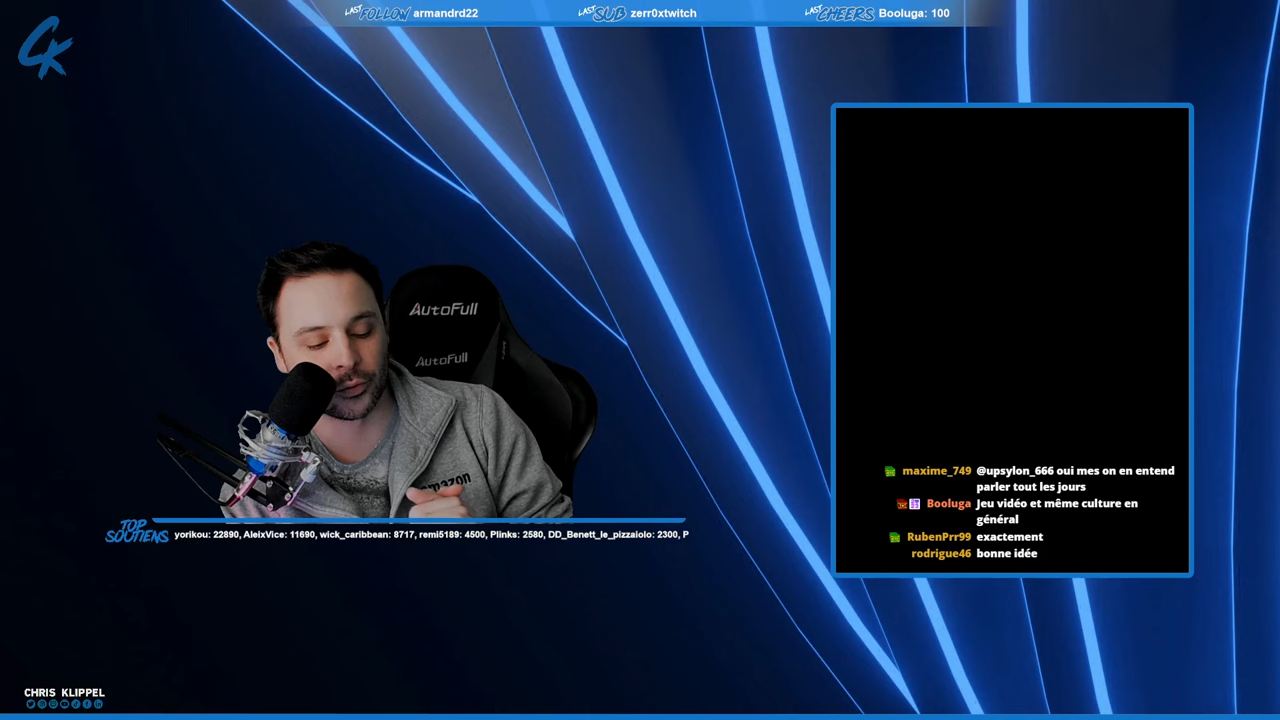 LAST FOLLOW armandrd22
LAST SUB zerr0xtwitch
LAST CHEERS Booluga: 100
CK
AutoFull
AutoFull
amazon
maxime_749 @upsylon_666 oui mes on en entend
parler tout les jours
Booluga Jeu vidéo et même culture en
général
RubenPrr99 exactement
rodrigue46 bonne idée
TOP
SOUTIENS
yorikou: 22890, AleixVice: 11690, wick_caribbean: 8717, remi5189: 4500, Plinks: 2580, DD_Benett_le_pizzaiolo: 2300, P
CHRIS KLIPPEL